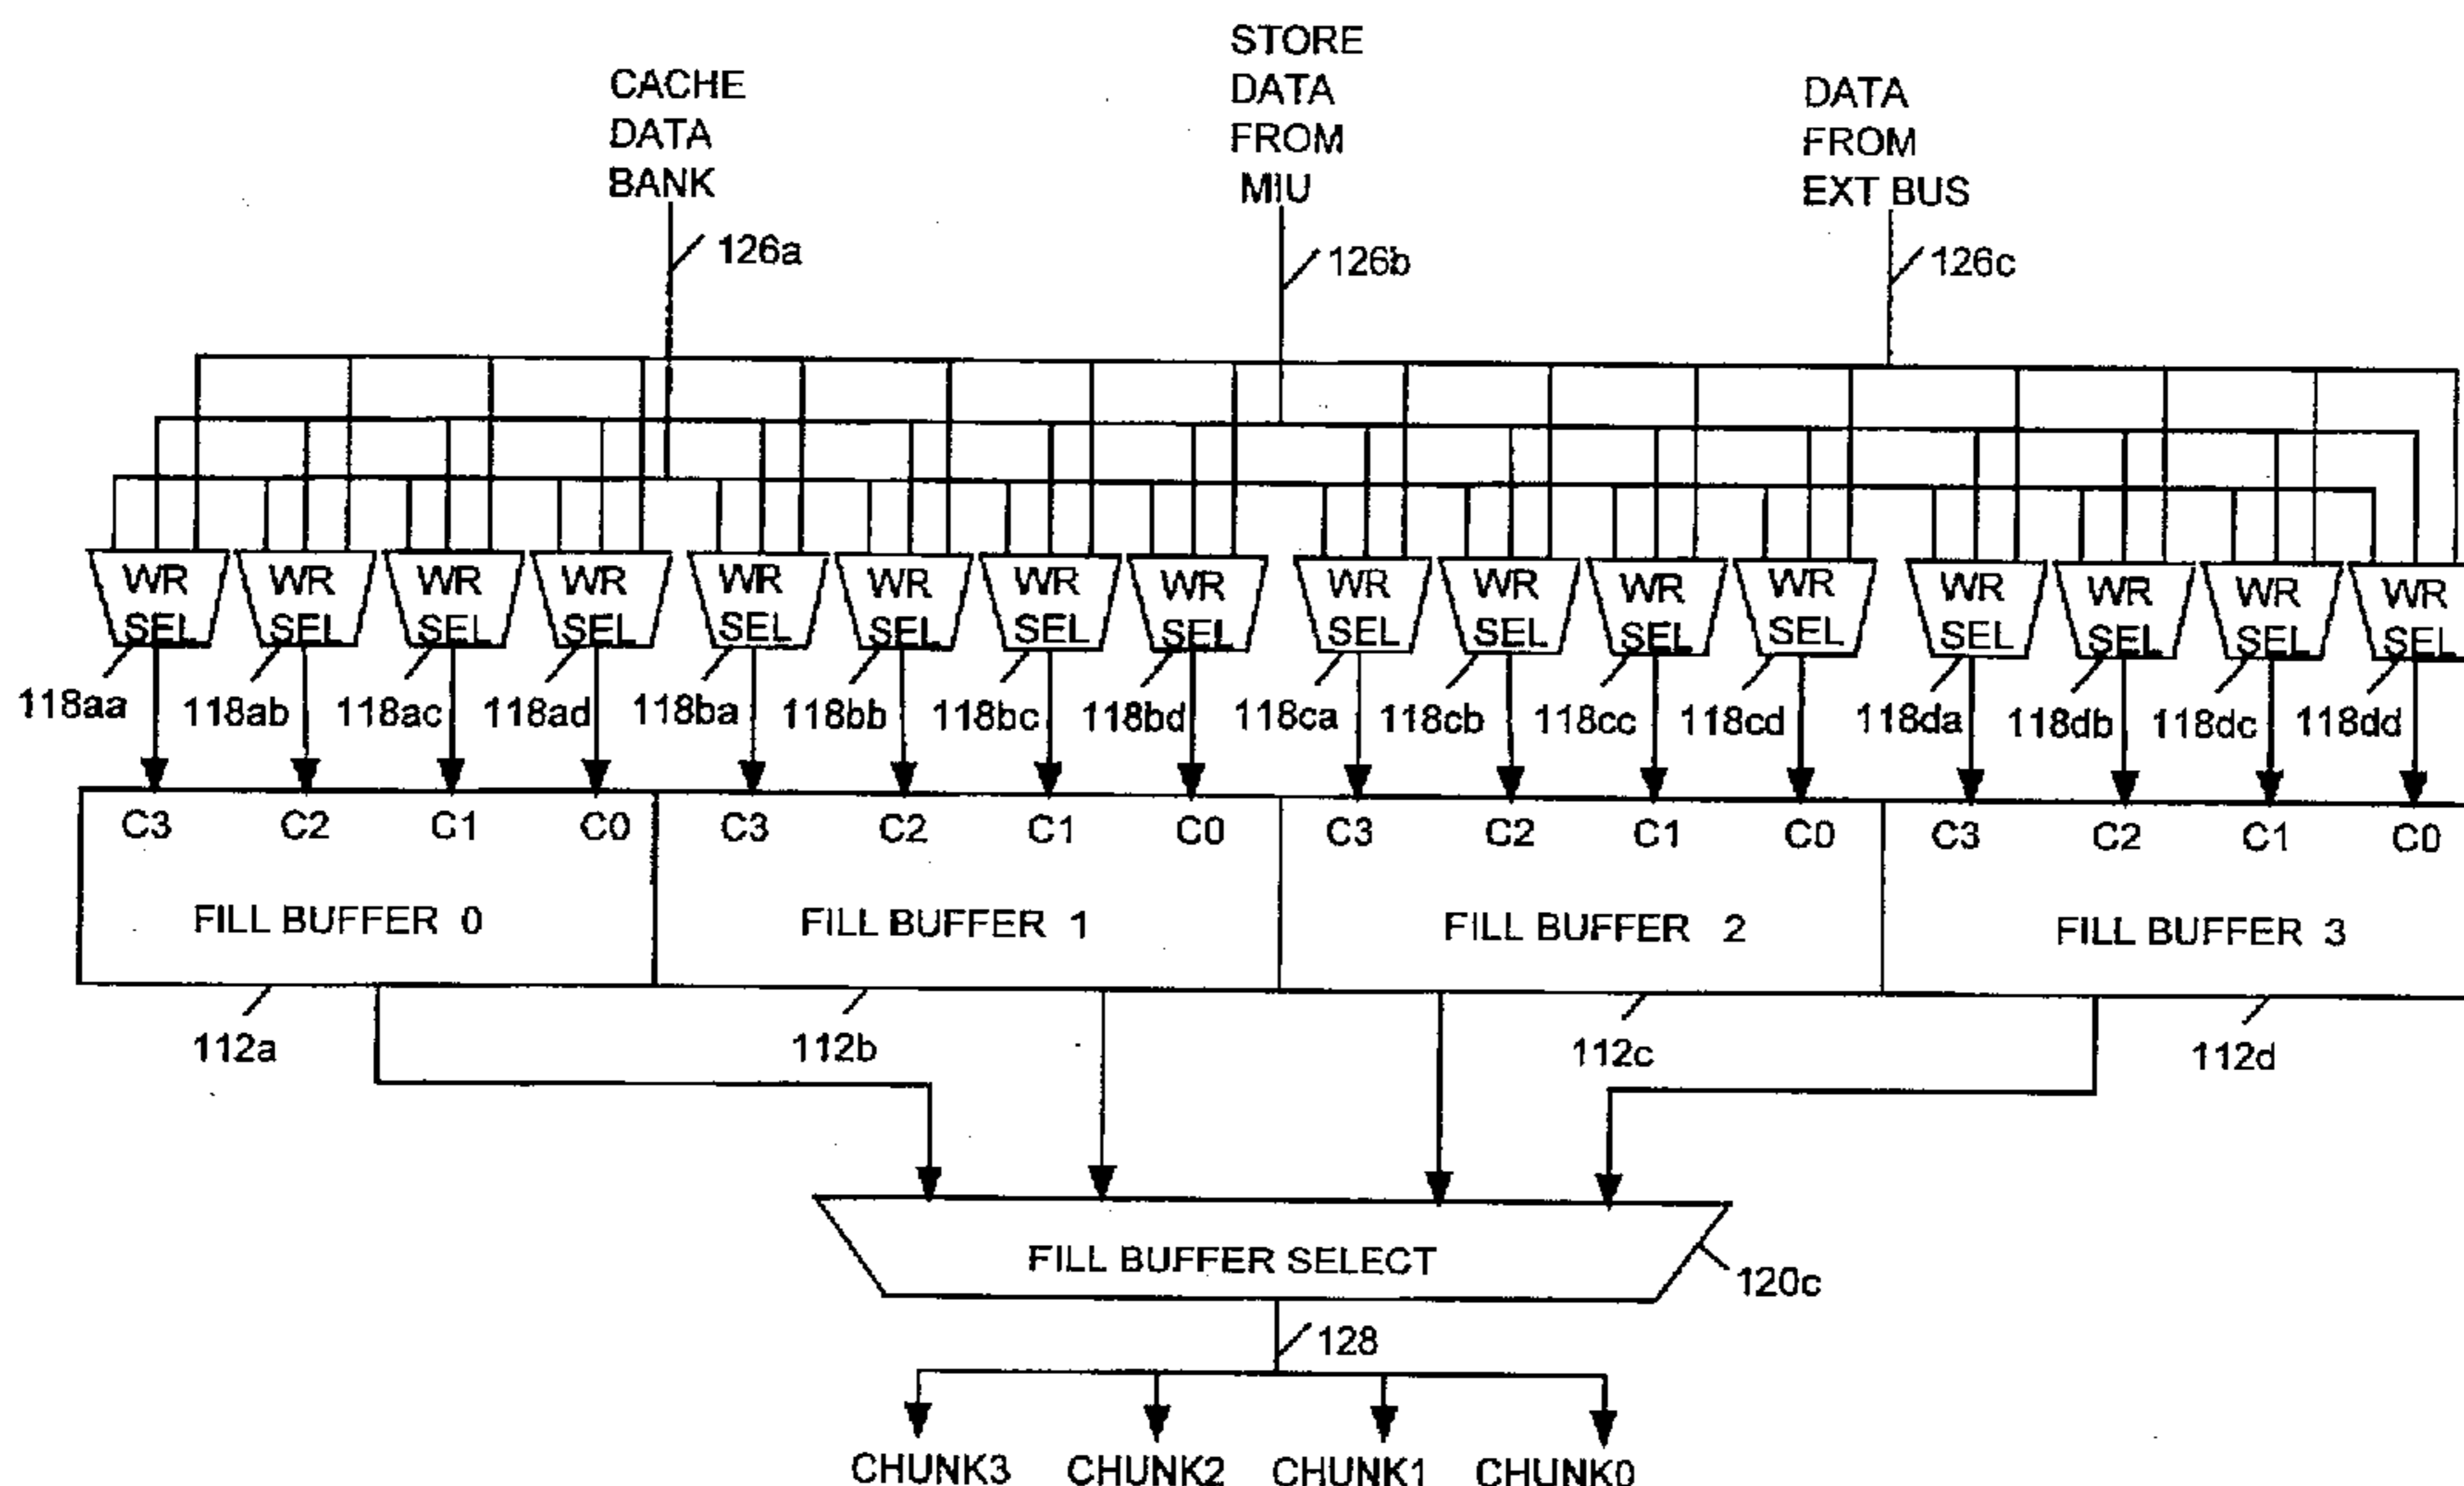 CACHE
DATA
BANK
STORE
DATA
FROM
MIU
DATA
FROM
EXT BUS
126a
126b
126c
WR WR WR WR WR WR WR WR WR WR WR WR WR WR WR WR
SEL SEL SEL SEL SEL SEL SEL SEL SEL SEL SEL SEL SEL SEL SEL SEL
118aa 118ab 118ac 118ad 118ba 118bb 118bc 118bd 118ca 118cb 118cc 118cd 118da 118db 118dc 118dd
C3 C2 C1 C0 C3 C2 C1 C0 C3 C2 C1 C0 C3 C2 C1 C0
FILL BUFFER 0 FILL BUFFER 1 FILL BUFFER 2 FILL BUFFER 3
112a 112b 112c 112d
FILL BUFFER SELECT
120c
128
CHUNK3 CHUNK2 CHUNK1 CHUNK0